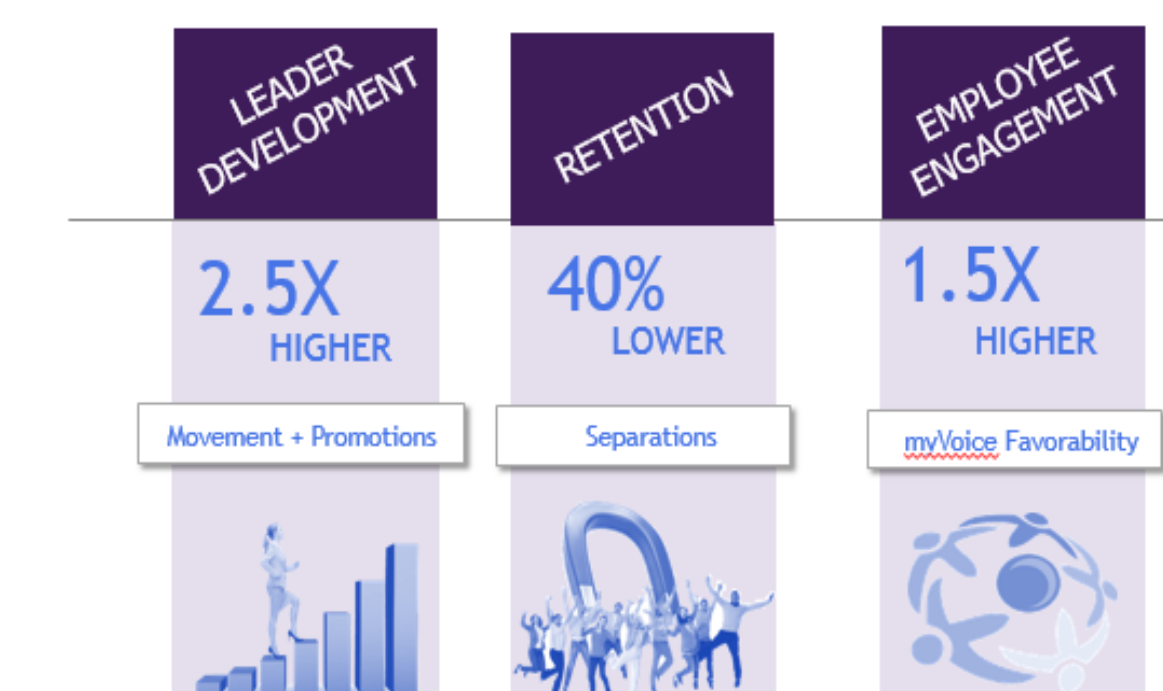 LEADER
DEVELOPMENT
2.5X
HIGHER
Movement + Promotions
RETENTION
40%
LOWER
Separations
EMPLOYEE
ENGAGEMENT
1.5X
HIGHER
myVoice Favorability